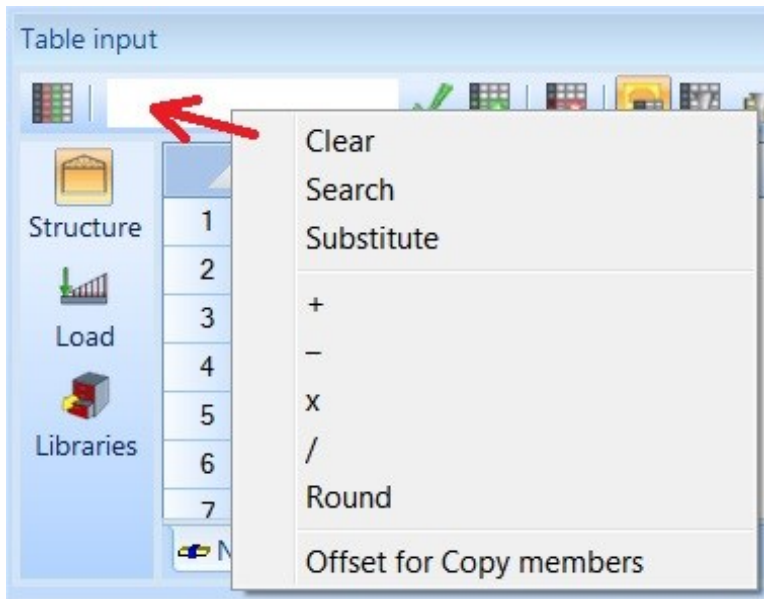 Table input
Clear
Search
Substitute
+
–
x
/
Round
Offset for Copy members
Structure
Load
Libraries
1
2
3
4
5
6
7
N